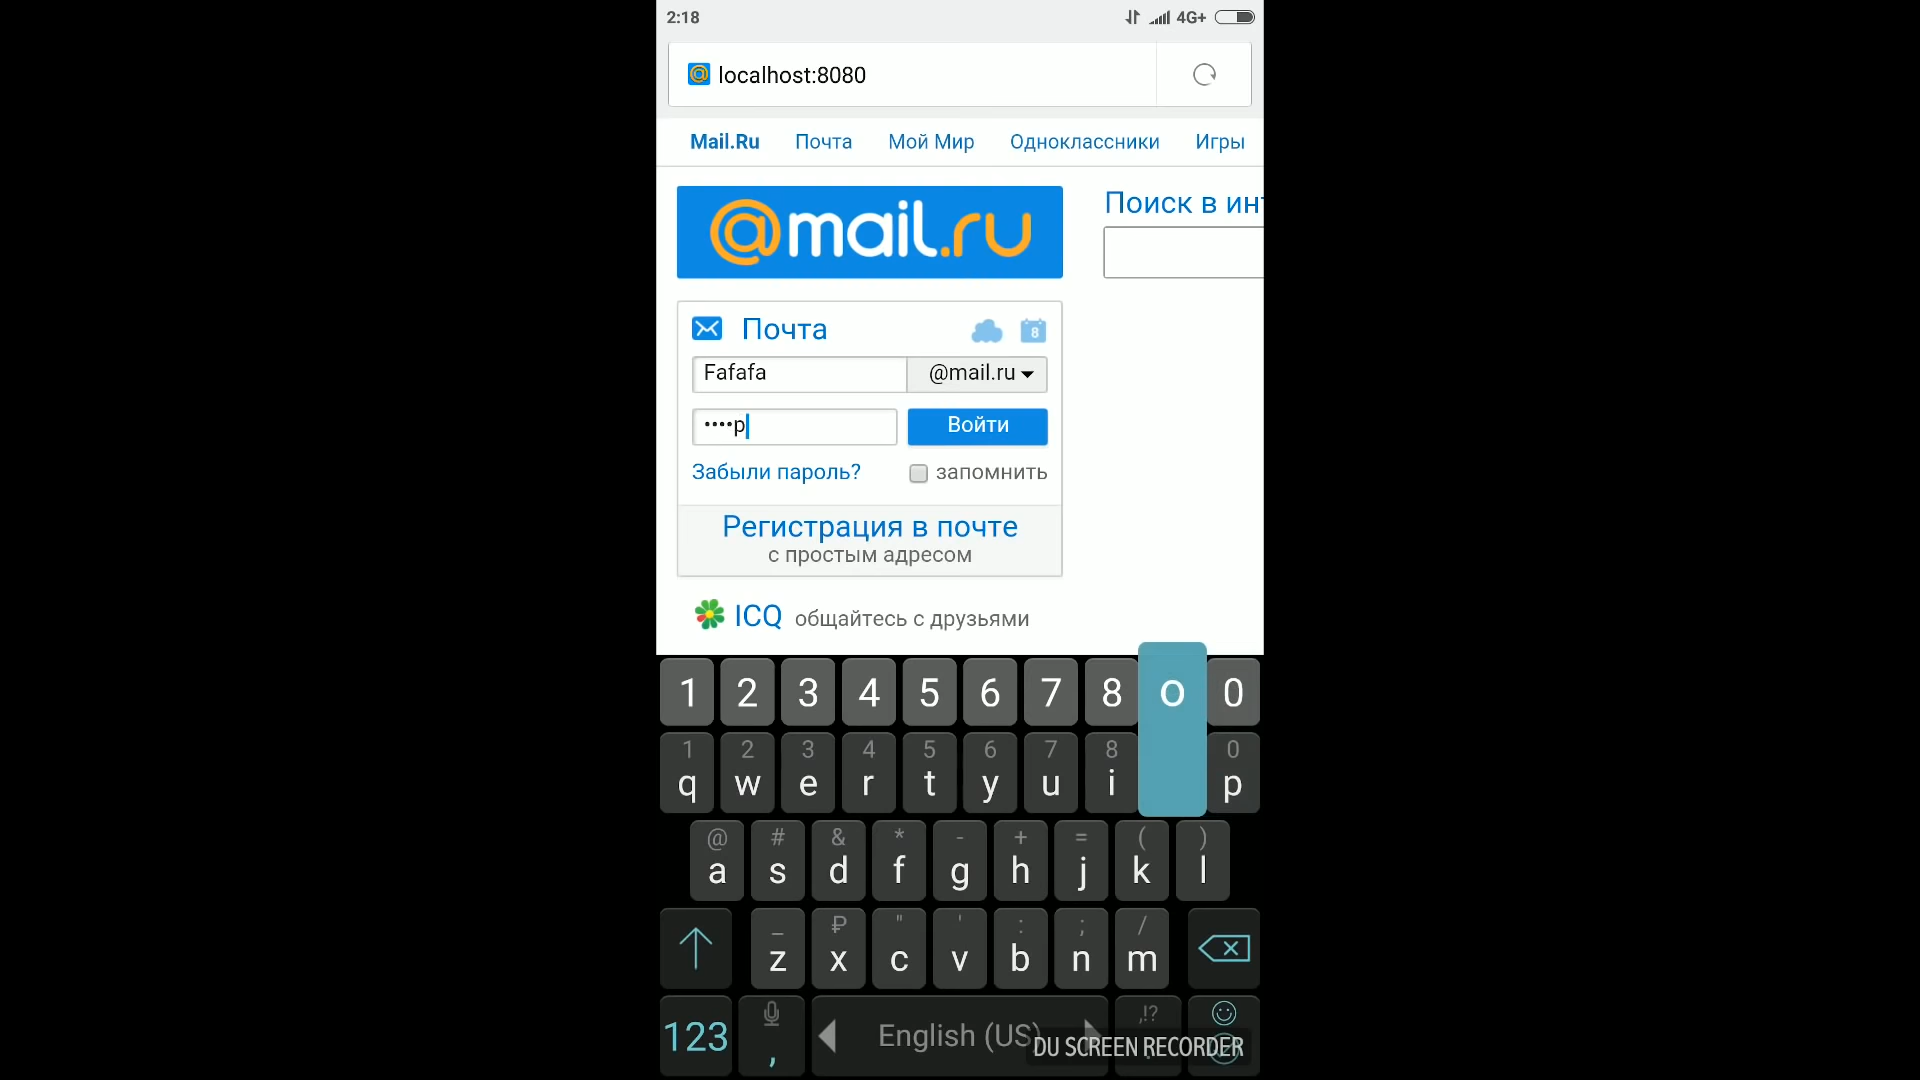 2:18 4G+
localhost:8080
Mail.Ru Почта Мой Мир Одноклассники Игры
@mail.ru
Поиск в инт
Почта 8
Fafafa @mail.ru
••••p Войти
Забыли пароль? запомнить
Регистрация в почте
с простым адресом
ICQ общайтесь с друзьями
1 2 3 4 5 6 7 8 o 0
1 2 3 4 5 6 7 8 0
q w e r t y u i p
@ # & * - + = ( )
a s d f g h j k l
_ ₽ " ' : ; /
z x c v b n m
,!?
123 , English (US)
DU SCREEN RECORDER